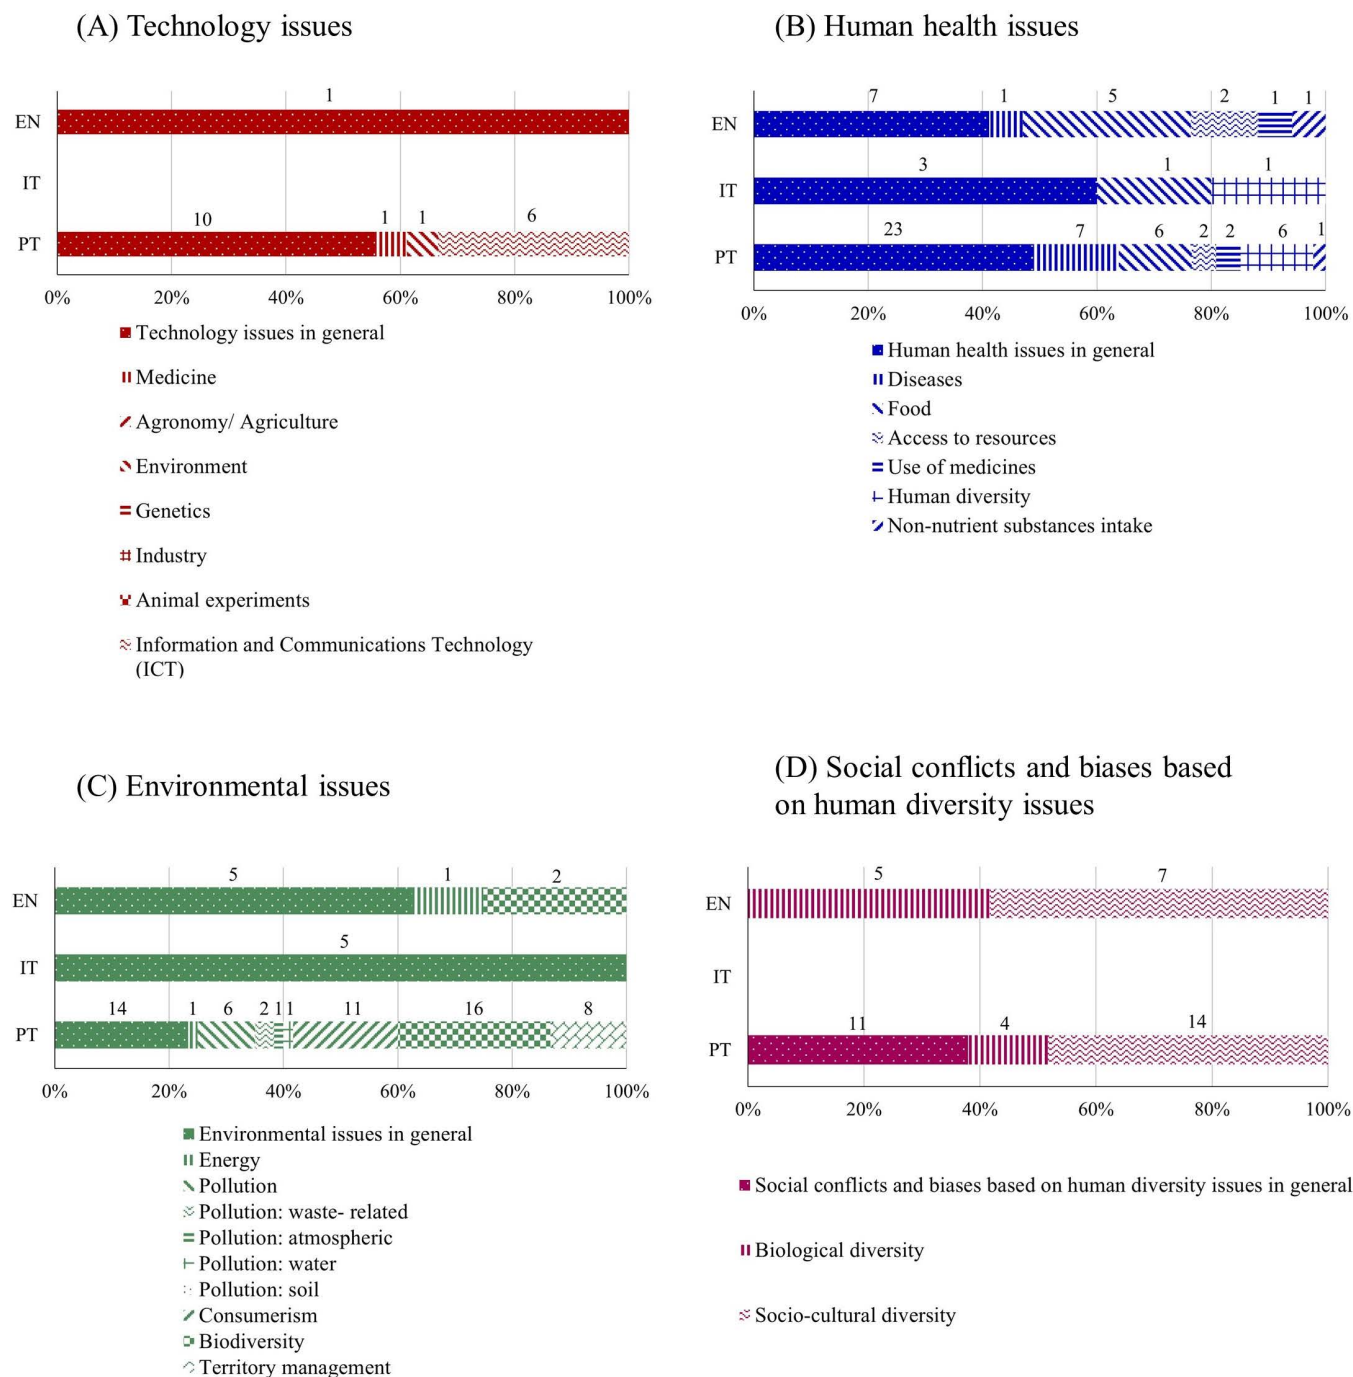 (A) Technology issues
1
EN
IT
10 1 1 6
PT
0% 20% 40% 60% 80% 100%
Technology issues in general
Medicine
Agronomy/ Agriculture
Environment
Genetics
Industry
Animal experiments
Information and Communications Technology
(ICT)
(B) Human health issues
7 1 5 2 1 1
EN
3 1 1
IT
23 7 6 2 2 6 1
PT
0% 20% 40% 60% 80% 100%
Human health issues in general
Diseases
Food
Access to resources
Use of medicines
Human diversity
Non-nutrient substances intake
(C) Environmental issues
5 1 2
EN
5
IT
14 1 6 2 1 1 11 16 8
PT
0% 20% 40% 60% 80% 100%
Environmental issues in general
Energy
Pollution
Pollution: waste- related
Pollution: atmospheric
Pollution: water
Pollution: soil
Consumerism
Biodiversity
Territory management
(D) Social conflicts and biases based
on human diversity issues
5 7
EN
IT
11 4 14
PT
0% 20% 40% 60% 80% 100%
Social conflicts and biases based on human diversity issues in general
Biological diversity
Socio-cultural diversity